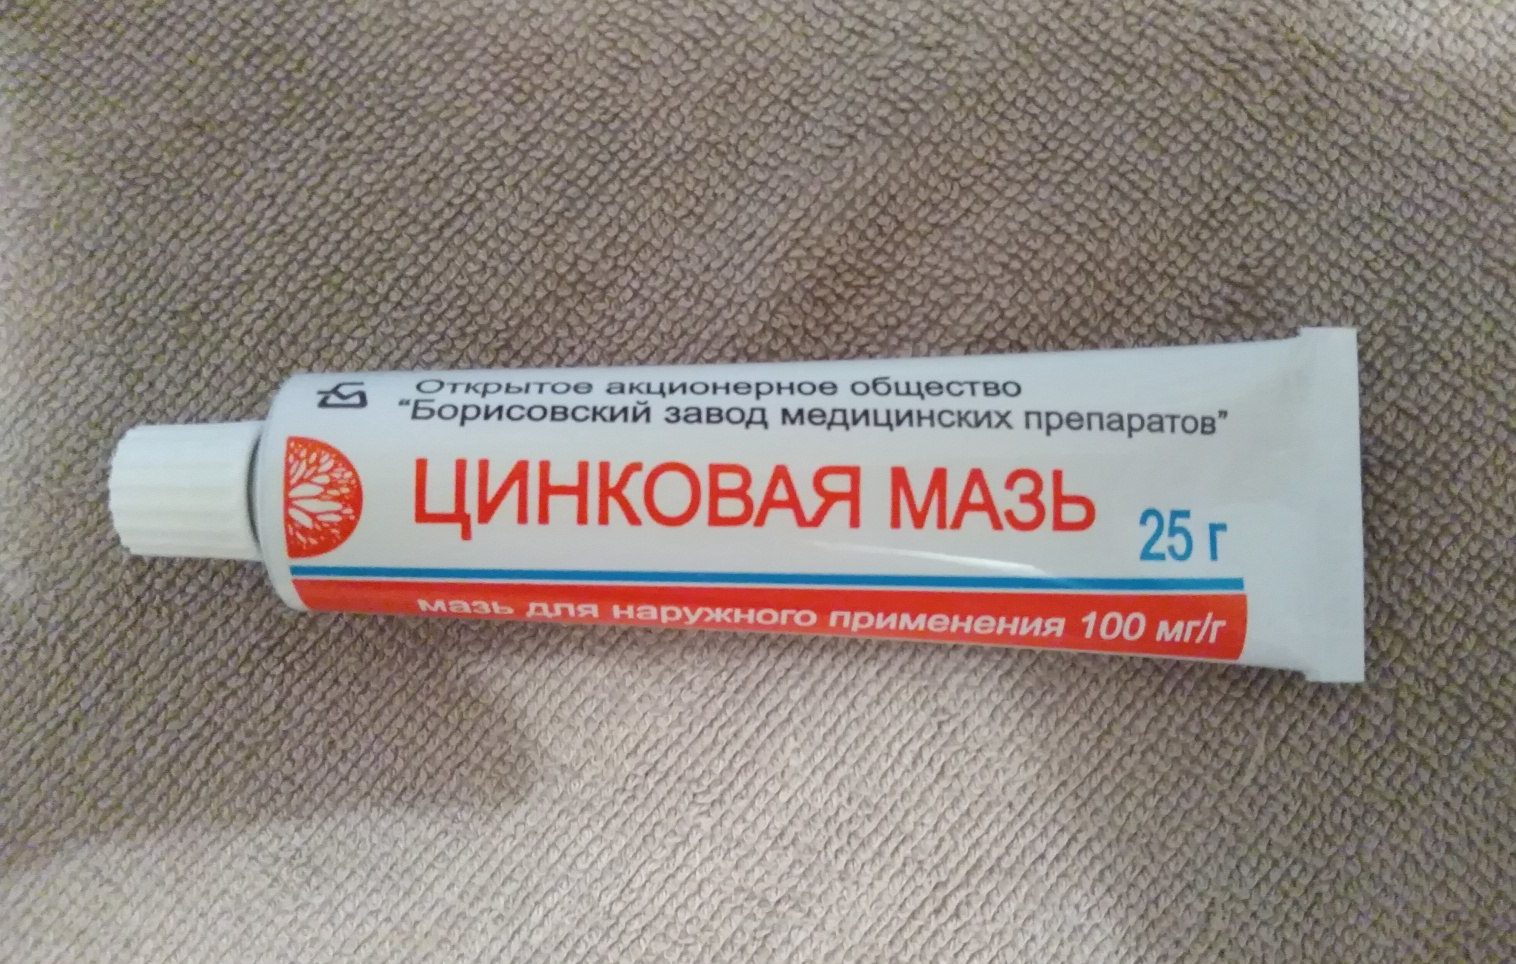 Открытое акционерное общество
"Борисовский завод медицинских препаратов"
ЦИНКОВАЯ МАЗЬ
25 г
мазь для наружного применения 100 мг/г